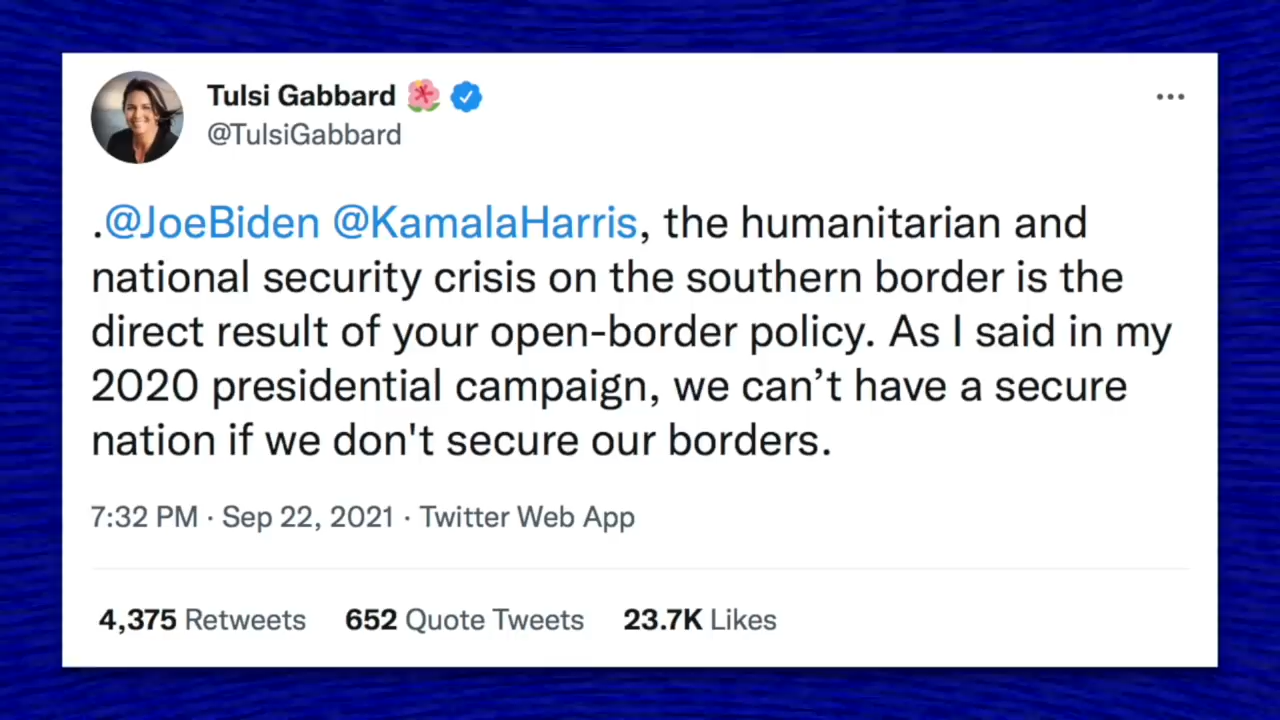 Tulsi Gabbard 🌺
@TulsiGabbard
.@JoeBiden @KamalaHarris, the humanitarian and
national security crisis on the southern border is the
direct result of your open-border policy. As I said in my
2020 presidential campaign, we can’t have a secure
nation if we don't secure our borders.
7:32 PM · Sep 22, 2021 · Twitter Web App
4,375 Retweets 652 Quote Tweets 23.7K Likes